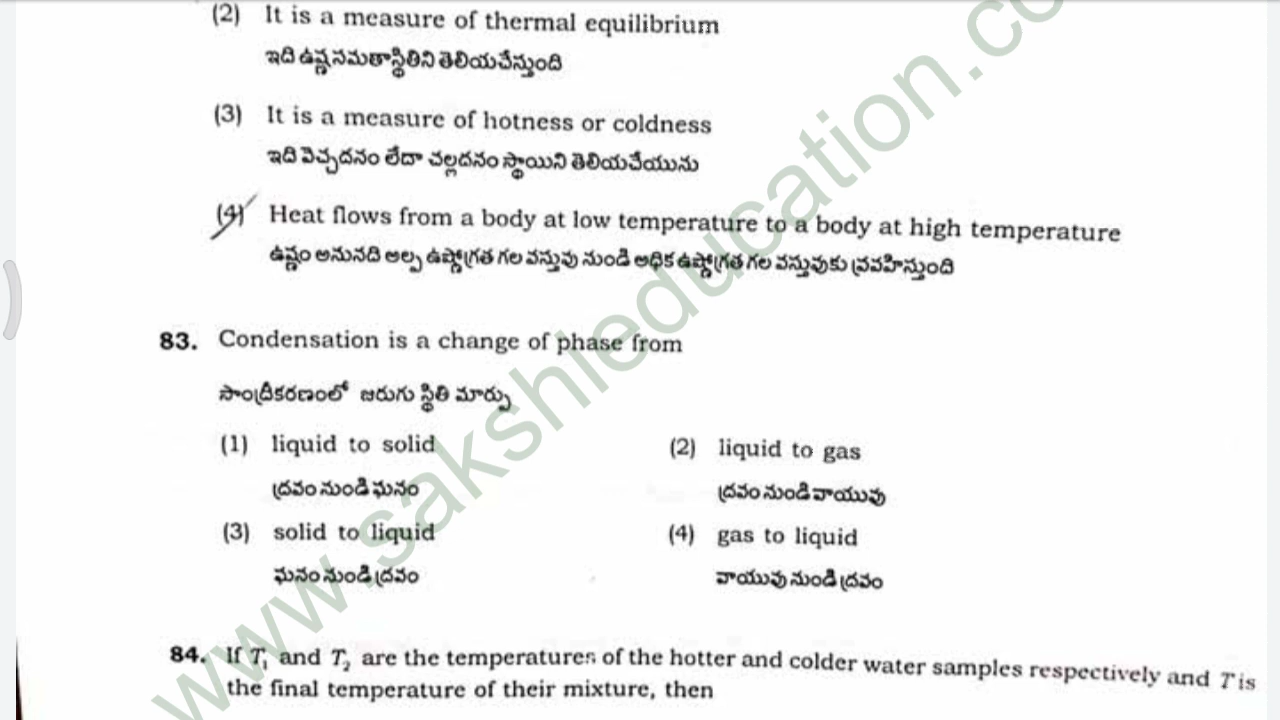 (2) It is a measure of thermal equilibrium
ఇది ఉష్ణసమతాస్థితిని తెలియచేస్తుంది
(3) It is a measure of hotness or coldness
ఇది వెచ్చదనం లేదా చల్లదనం స్థాయిని తెలియచేయును
(4) Heat flows from a body at low temperature to a body at high temperature
ఉష్ణం అనునది అల్ప ఉష్ణోగ్రత గల వస్తువు నుండి అధిక ఉష్ణోగ్రత గల వస్తువుకు ప్రవహిస్తుంది
83. Condensation is a change of phase from
సాంద్రీకరణంలో జరుగు స్థితి మార్పు
(1) liquid to solid (2) liquid to gas
ద్రవం నుండి ఘనం ద్రవం నుండి వాయువు
(3) solid to liquid (4) gas to liquid
ఘనం నుండి ద్రవం వాయువు నుండి ద్రవం
84. If T₁ and T₂ are the temperatures of the hotter and colder water samples respectively and T is
the final temperature of their mixture, then
www.sakshieducation.co